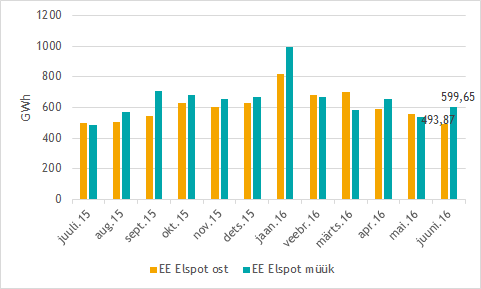 1200
1000
800
600
400
200
0
GWh
599,65
493,87
juuli.15
aug.15
sept.15
okt.15
nov.15
dets.15
jaan.16
veebr.16
märts.16
apr.16
mai.16
juuni.16
EE Elspot ost
EE Elspot müük